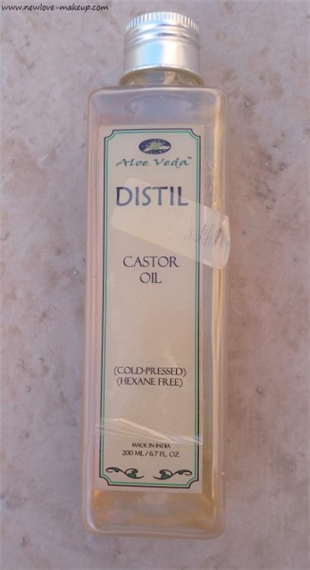 www.newlove-makeup.com
Aloe Veda™
DISTIL
CASTOR
OIL
(COLD-PRESSED)
(HEXANE FREE)
MADE IN INDIA
200 ML / 6.7 FL. OZ.